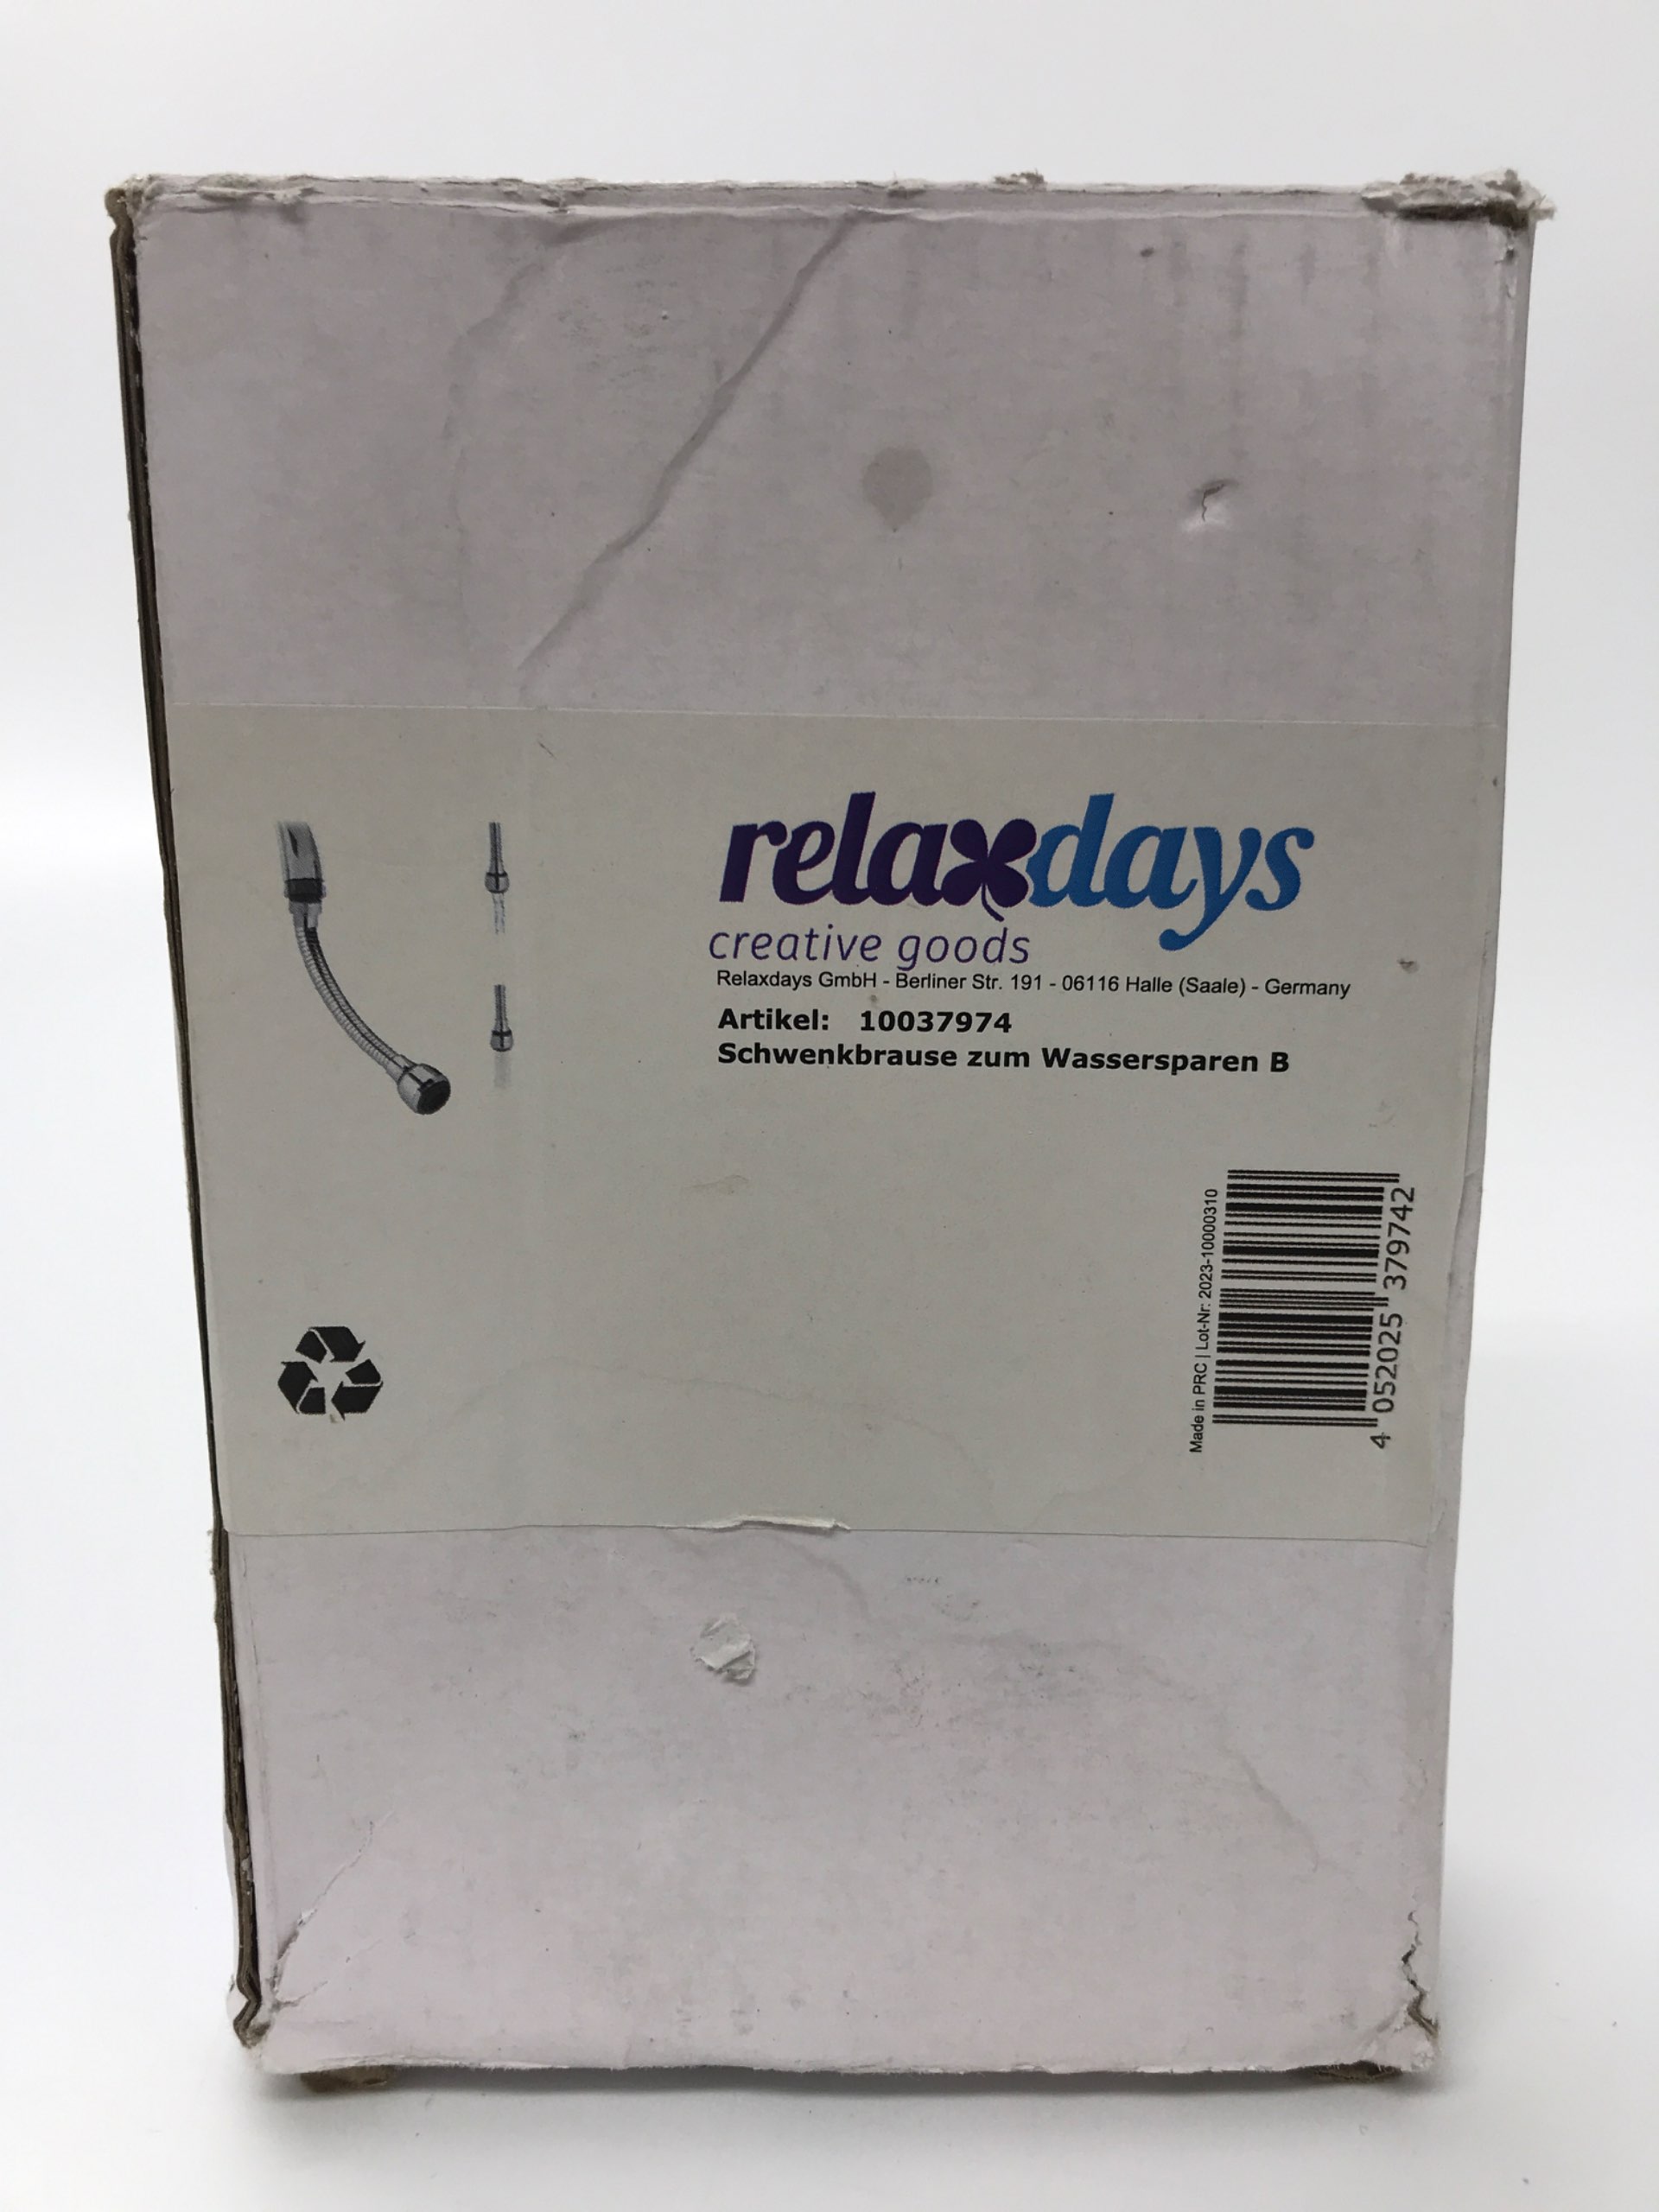 relaxdays
creative goods
Relaxdays GmbH - Berliner Str. 191 - 06116 Halle (Saale) - Germany
Artikel: 10037974
Schwenkbrause zum Wassersparen B
Made in PRC | Lot-Nr: 2023-10000310
4 052025 379742